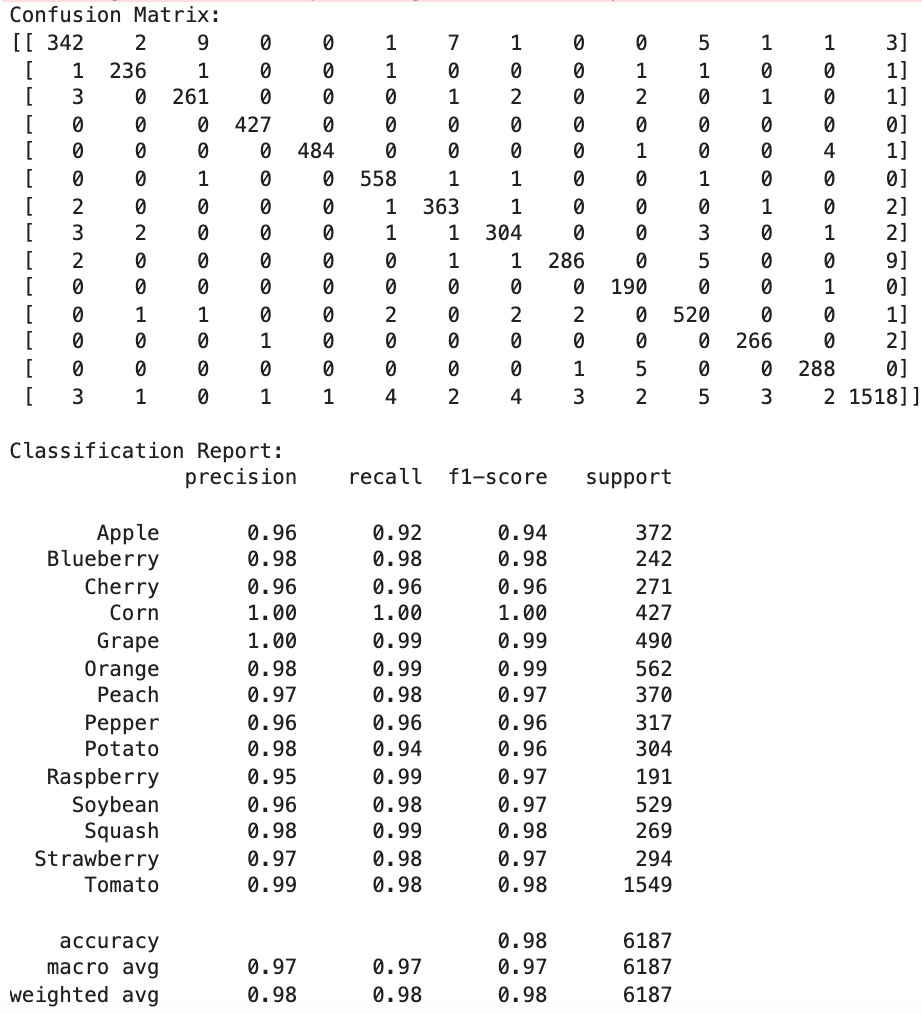 Confusion Matrix:
[[ 342 2 9 0 0 1 7 1 0 0 5 1 1 3]
[ 1 236 1 0 0 1 0 0 0 1 1 0 0 1]
[ 3 0 261 0 0 0 1 2 0 2 0 1 0 1]
[ 0 0 0 427 0 0 0 0 0 0 0 0 0 0]
[ 0 0 0 0 484 0 0 0 0 1 0 0 4 1]
[ 0 0 1 0 0 558 1 1 0 0 1 0 0 0]
[ 2 0 0 0 0 1 363 1 0 0 0 1 0 2]
[ 3 2 0 0 0 1 1 304 0 0 3 0 1 2]
[ 2 0 0 0 0 0 1 1 286 0 5 0 0 9]
[ 0 0 0 0 0 0 0 0 0 190 0 0 1 0]
[ 0 1 1 0 0 2 0 2 2 0 520 0 0 1]
[ 0 0 0 1 0 0 0 0 0 0 0 266 0 2]
[ 0 0 0 0 0 0 0 0 1 5 0 0 288 0]
[ 3 1 0 1 1 4 2 4 3 2 5 3 2 1518]]
Classification Report:
precision recall f1-score support
Apple 0.96 0.92 0.94 372
Blueberry 0.98 0.98 0.98 242
Cherry 0.96 0.96 0.96 271
Corn 1.00 1.00 1.00 427
Grape 1.00 0.99 0.99 490
Orange 0.98 0.99 0.99 562
Peach 0.97 0.98 0.97 370
Pepper 0.96 0.96 0.96 317
Potato 0.98 0.94 0.96 304
Raspberry 0.95 0.99 0.97 191
Soybean 0.96 0.98 0.97 529
Squash 0.98 0.99 0.98 269
Strawberry 0.97 0.98 0.97 294
Tomato 0.99 0.98 0.98 1549
accuracy 0.98 6187
macro avg 0.97 0.97 0.97 6187
weighted avg 0.98 0.98 0.98 6187